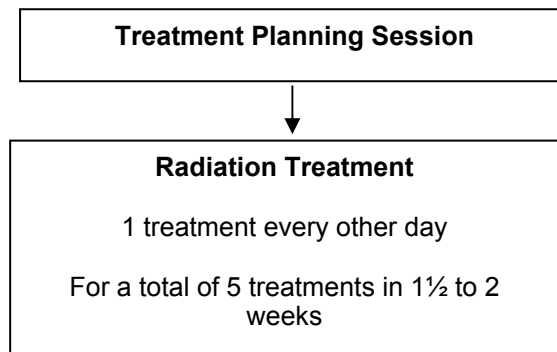 Treatment Planning Session
Radiation Treatment
1 treatment every other day
For a total of 5 treatments in 1½ to 2
weeks